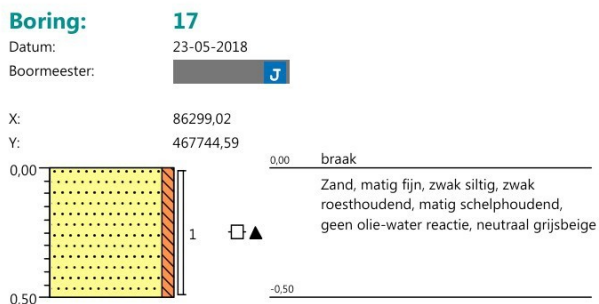 Boring: 17
Datum: 23-05-2018
Boormeester: J
X: 86299,02
Y: 467744,59
0,00 0,00 braak
Zand, matig fijn, zwak siltig, zwak
roesthoudend, matig schelphoudend,
1 geen olie-water reactie, neutraal grijsbeige
0,50 -0,50